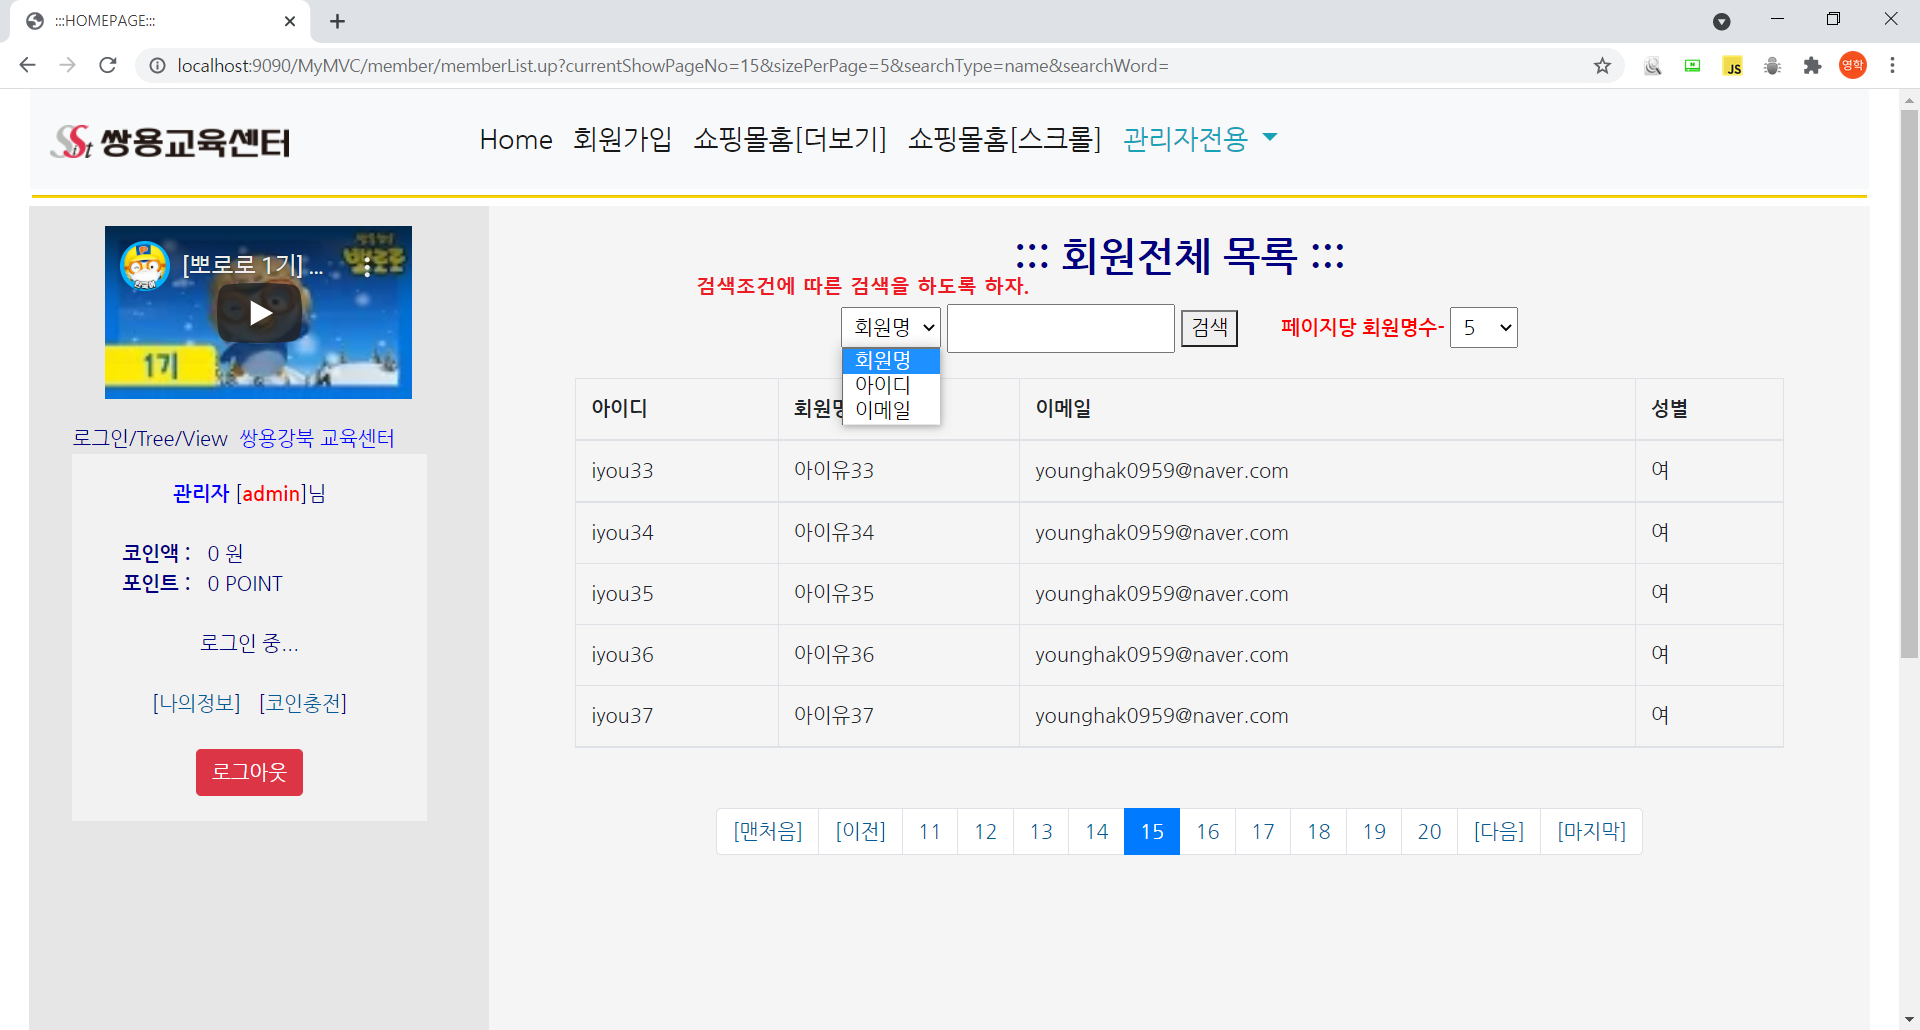 :::HOMEPAGE:::
localhost:9090/MyMVC/member/memberList.up?currentShowPageNo=15&sizePerPage=5&searchType=name&searchWord=
JS
영학
SSist 쌍용교육센터
Home 회원가입 쇼핑몰홈[더보기] 쇼핑몰홈[스크롤] 관리자전용
[뽀로로 1기] ...
뽀로로
1기
로그인/Tree/View 쌍용강북 교육센터
관리자 [admin]님
코인액 : 0 원
포인트 : 0 POINT
로그인 중...
[나의정보] [코인충전]
로그아웃
::: 회원전체 목록 :::
검색조건에 따른 검색을 하도록 하자.
회원명 검색 페이지당 회원명수- 5
회원명
아이디
이메일
아이디 회원명 이메일 성별
iyou33 아이유33 younghak0959@naver.com 여
iyou34 아이유34 younghak0959@naver.com 여
iyou35 아이유35 younghak0959@naver.com 여
iyou36 아이유36 younghak0959@naver.com 여
iyou37 아이유37 younghak0959@naver.com 여
[맨처음] [이전] 11 12 13 14 15 16 17 18 19 20 [다음] [마지막]